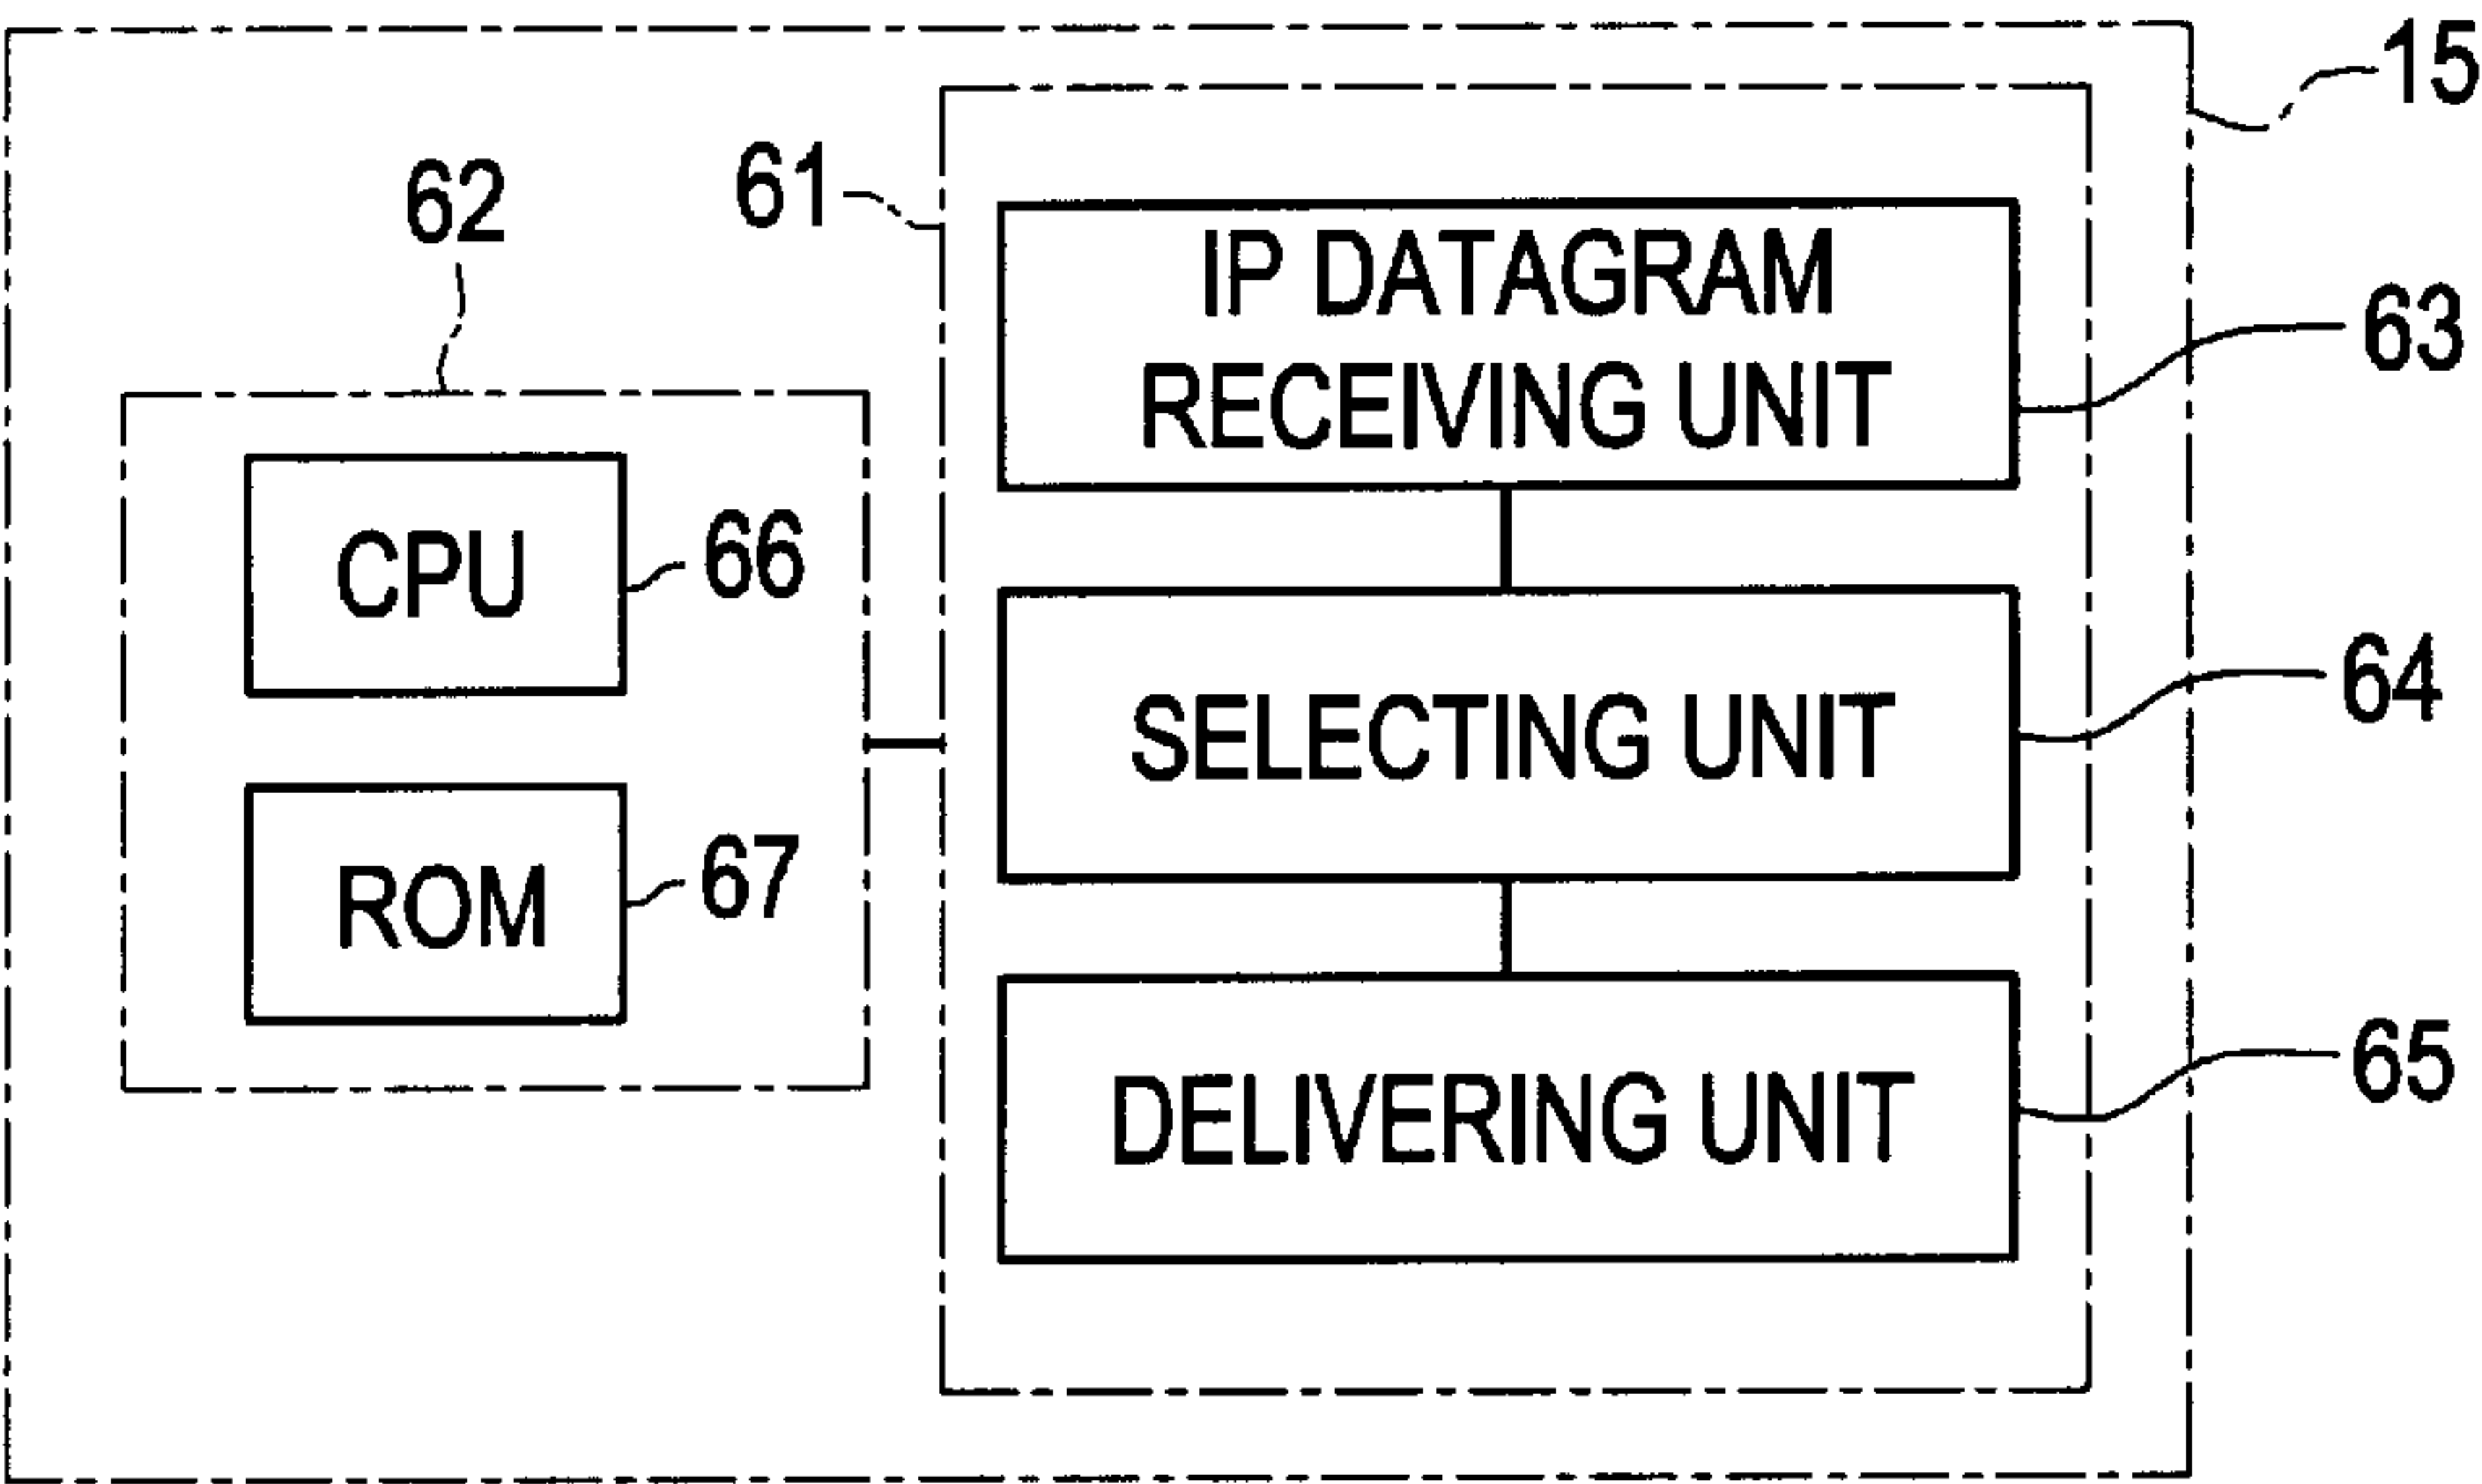 15
61
62
IP DATAGRAM
RECEIVING UNIT
63
CPU
66
SELECTING UNIT
64
ROM
67
DELIVERING UNIT
65